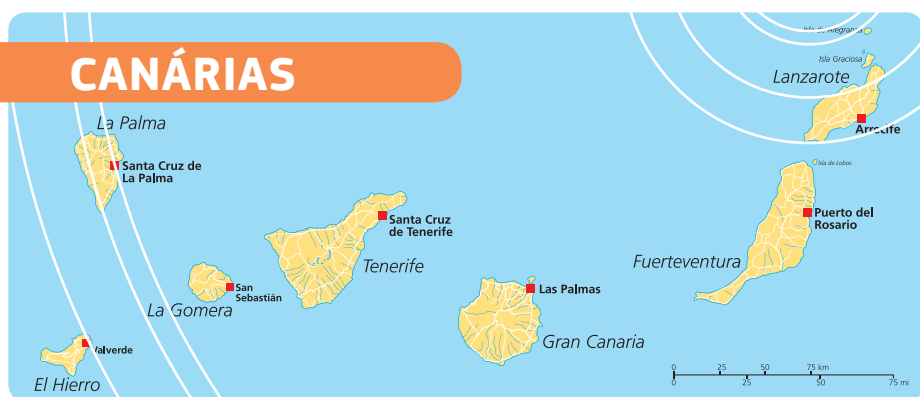 CANÁRIAS
Isla de Alegranza
Isla Graciosa
Lanzarote
Arrecife
La Palma
Santa Cruz de
La Palma
Isla de Lobos
Santa Cruz
de Tenerife
Puerto del
Rosario
Tenerife
Fuerteventura
San
Sebastián
La Gomera
Las Palmas
Gran Canaria
Valverde
El Hierro
0 25 50 75 km
0 25 50 75 mi